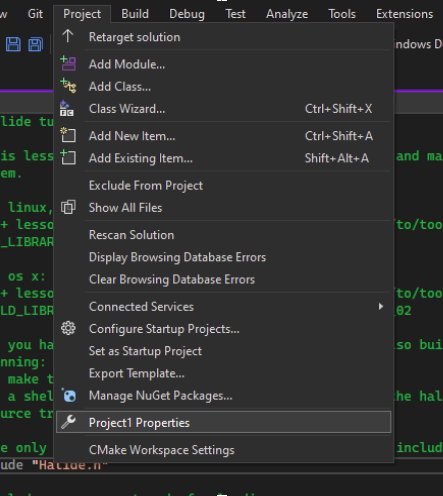 w Git Project Build Debug Test Analyze Tools Extensions
Retarget solution
ndows D
Add Module...
Add Class...
Class Wizard... Ctrl+Shift+X
lide tu
Add New Item... Ctrl+Shift+A
is less Add Existing Item... Shift+Alt+A and ma
em.
Exclude From Project
linux, Show All Files
+ lesso /to/too
D_LIBRAR Rescan Solution
Display Browsing Database Errors
os x: Clear Browsing Database Errors
+ lesso /to/too
LD_LIBR Connected Services 02
Configure Startup Projects...
you ha so bui
Set as Startup Project
nning:
make t Export Template...
a shel Manage NuGet Packages... he hal
urce tr
Project1 Properties
e only includ
CMake Workspace Settings
ude "Halide.h"